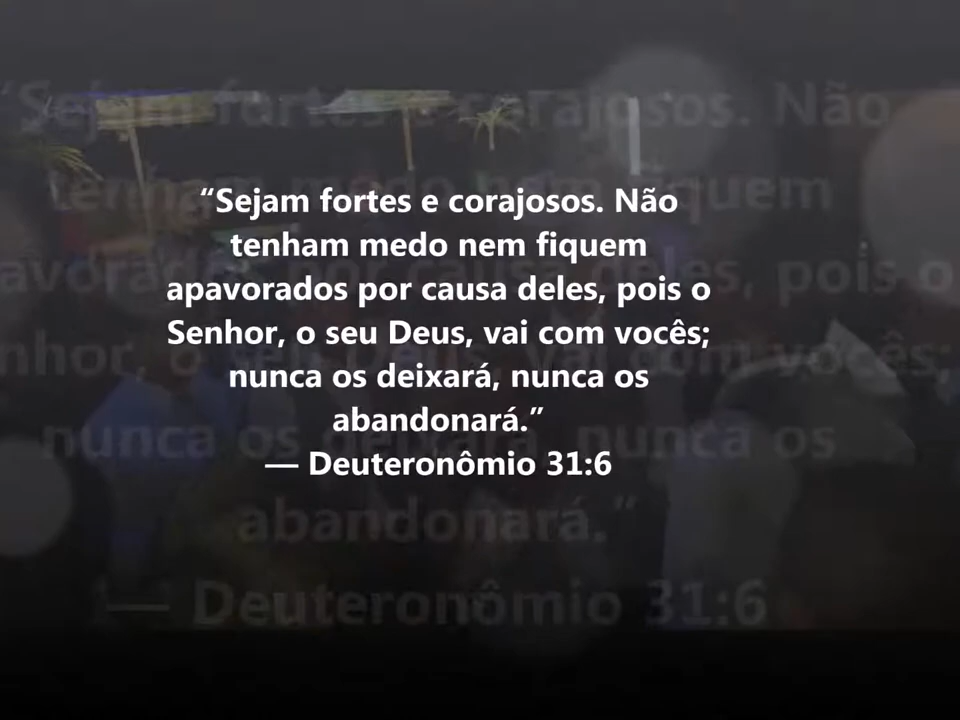 “Sejam fortes e corajosos. Não
tenham medo nem fiquem
apavorados por causa deles, pois o
Senhor, o seu Deus, vai com vocês;
nunca os deixará, nunca os
abandonará.”
— Deuteronômio 31:6